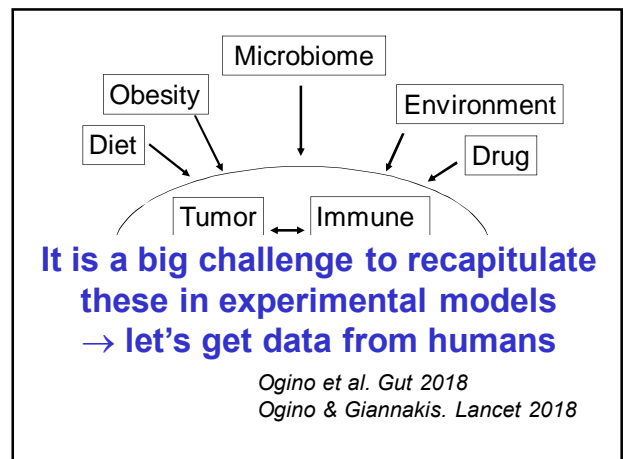 Microbiome
Obesity
Environment
Diet
Drug
Tumor
Immune
It is a big challenge to recapitulate
these in experimental models
→ let's get data from humans
Ogino et al. Gut 2018
Ogino & Giannakis. Lancet 2018